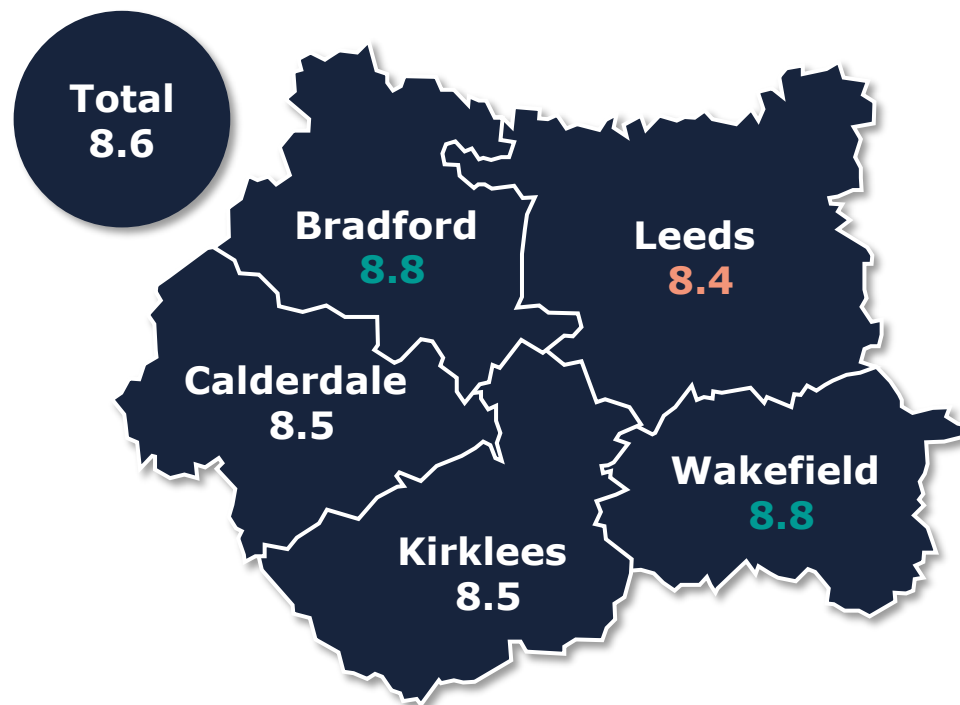 Total
8.6
Bradford
8.8
Leeds
8.4
Calderdale
8.5
Wakefield
8.8
Kirklees
8.5